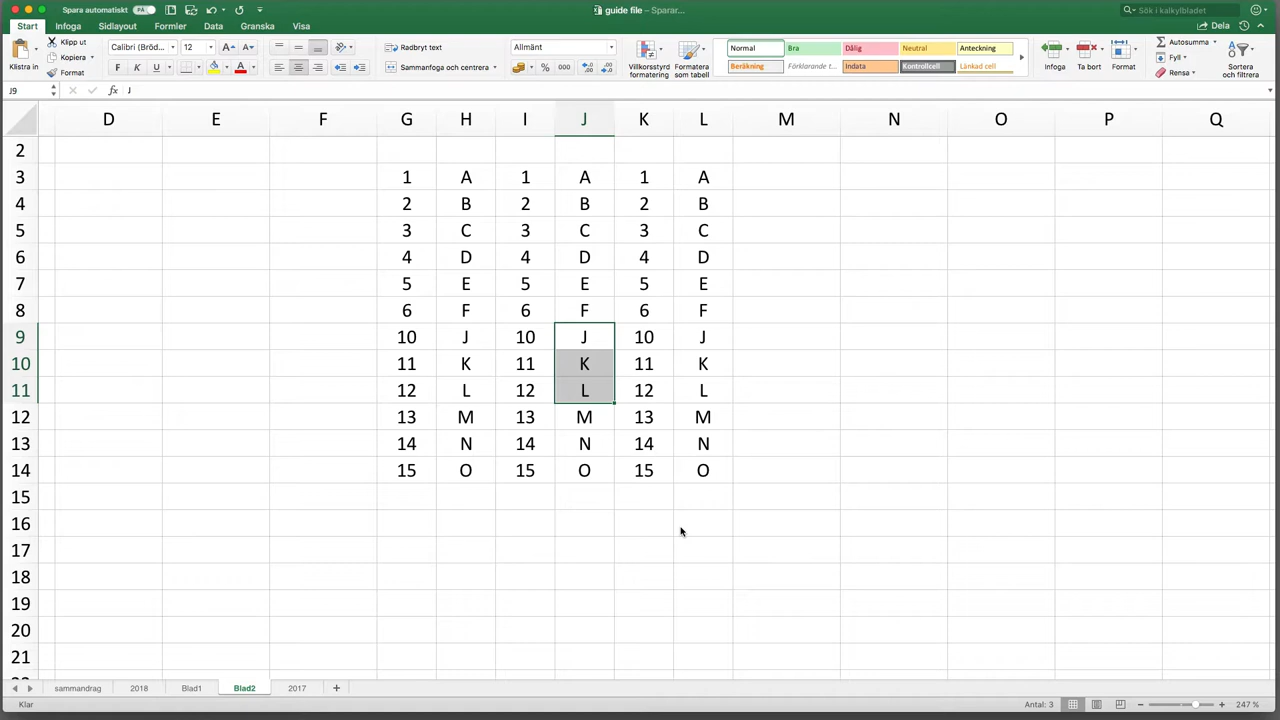 Spara automatiskt PÅ
guide file – Sparar...
Sök i kalkylbladet
Start Infoga Sidlayout Formler Data Granska Visa
Dela
Klistra in
Klipp ut
Kopiera
Format
Calibri (Bröd... 12
F K U
Radbryt text
Sammanfoga och centrera
Allmänt
% 000
Villkorsstyrd formatering
Formatera som tabell
Normal Bra Dålig Neutral Anteckning
Beräkning Förklarande t... Indata Kontrollcell Länkad cell
Infoga Ta bort Format
Autosumma
Fyll
Rensa
Sortera och filtrera
J9 fx J
D E F G H I J K L M N O P Q
2
3 1 A 1 A 1 A
4 2 B 2 B 2 B
5 3 C 3 C 3 C
6 4 D 4 D 4 D
7 5 E 5 E 5 E
8 6 F 6 F 6 F
9 10 J 10 J 10 J
10 11 K 11 K 11 K
11 12 L 12 L 12 L
12 13 M 13 M 13 M
13 14 N 14 N 14 N
14 15 O 15 O 15 O
15
16
17
18
19
20
21
sammandrag 2018 Blad1 Blad2 2017
Klar
Antal: 3
247 %